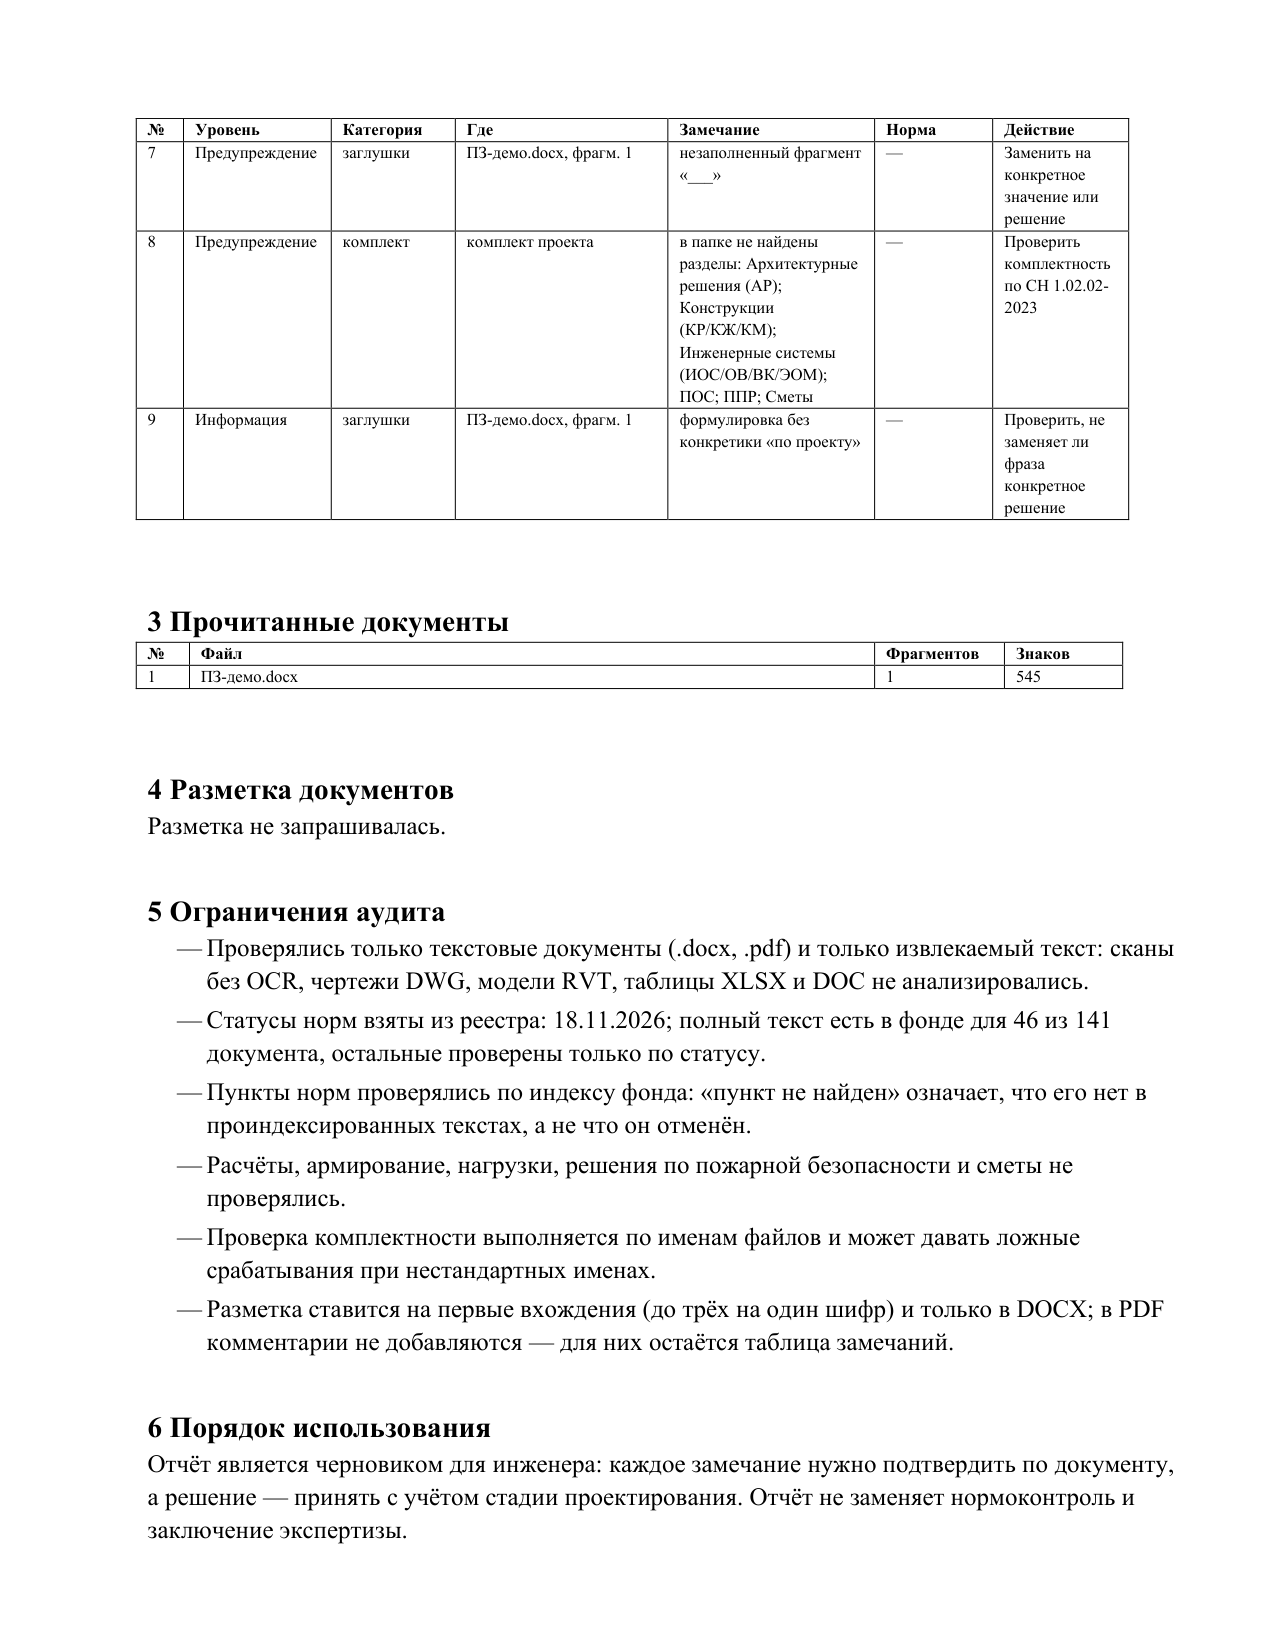 № Уровень Категория Где Замечание Норма Действие
7 Предупреждение заглушки ПЗ-демо.docx, фрагм. 1 незаполненный фрагмент — Заменить на
«___» конкретное
значение или
решение
8 Предупреждение комплект комплект проекта в папке не найдены — Проверить
разделы: Архитектурные комплектность
решения (АР); по СН 1.02.02-
Конструкции 2023
(КР/КЖ/КМ);
Инженерные системы
(ИОС/ОВ/ВК/ЭОМ);
ПОС; ППР; Сметы
9 Информация заглушки ПЗ-демо.docx, фрагм. 1 формулировка без — Проверить, не
конкретики «по проекту» заменяет ли
фраза
конкретное
решение
3 Прочитанные документы
№ Файл Фрагментов Знаков
1 ПЗ-демо.docx 1 545
4 Разметка документов
Разметка не запрашивалась.
5 Ограничения аудита
— Проверялись только текстовые документы (.docx, .pdf) и только извлекаемый текст: сканы
без OCR, чертежи DWG, модели RVT, таблицы XLSX и DOC не анализировались.
— Статусы норм взяты из реестра: 18.11.2026; полный текст есть в фонде для 46 из 141
документа, остальные проверены только по статусу.
— Пункты норм проверялись по индексу фонда: «пункт не найден» означает, что его нет в
проиндексированных текстах, а не что он отменён.
— Расчёты, армирование, нагрузки, решения по пожарной безопасности и сметы не
проверялись.
— Проверка комплектности выполняется по именам файлов и может давать ложные
срабатывания при нестандартных именах.
— Разметка ставится на первые вхождения (до трёх на один шифр) и только в DOCX; в PDF
комментарии не добавляются — для них остаётся таблица замечаний.
6 Порядок использования
Отчёт является черновиком для инженера: каждое замечание нужно подтвердить по документу,
а решение — принять с учётом стадии проектирования. Отчёт не заменяет нормоконтроль и
заключение экспертизы.